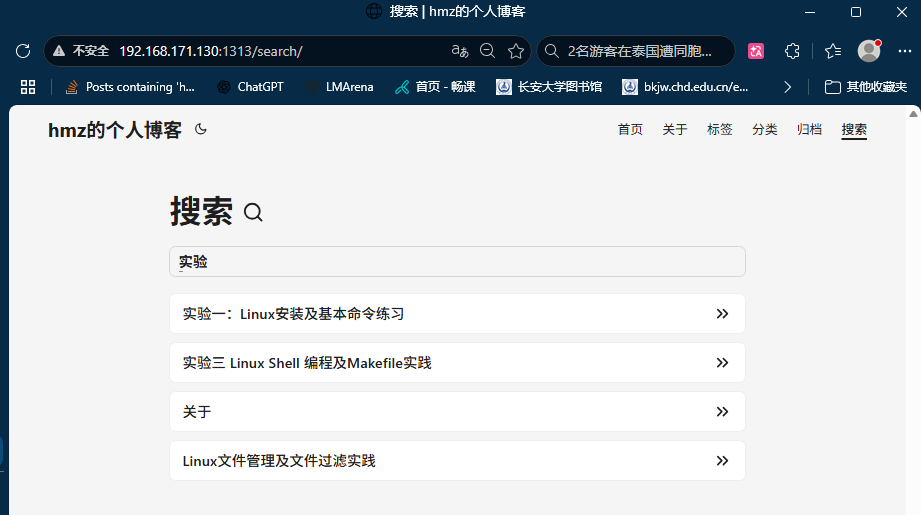 搜索 | hmz的个人博客
不安全 192.168.171.130:1313/search/ 2名游客在泰国遭同胞...
Posts containing 'h... ChatGPT LMArena 首页 - 畅课 长安大学图书馆 bkjw.chd.edu.cn/e... 其他收藏夹
hmz的个人博客 首页 关于 标签 分类 归档 搜索
搜索
实验
实验一：Linux安装及基本命令练习
实验三 Linux Shell 编程及Makefile实践
关于
Linux文件管理及文件过滤实践